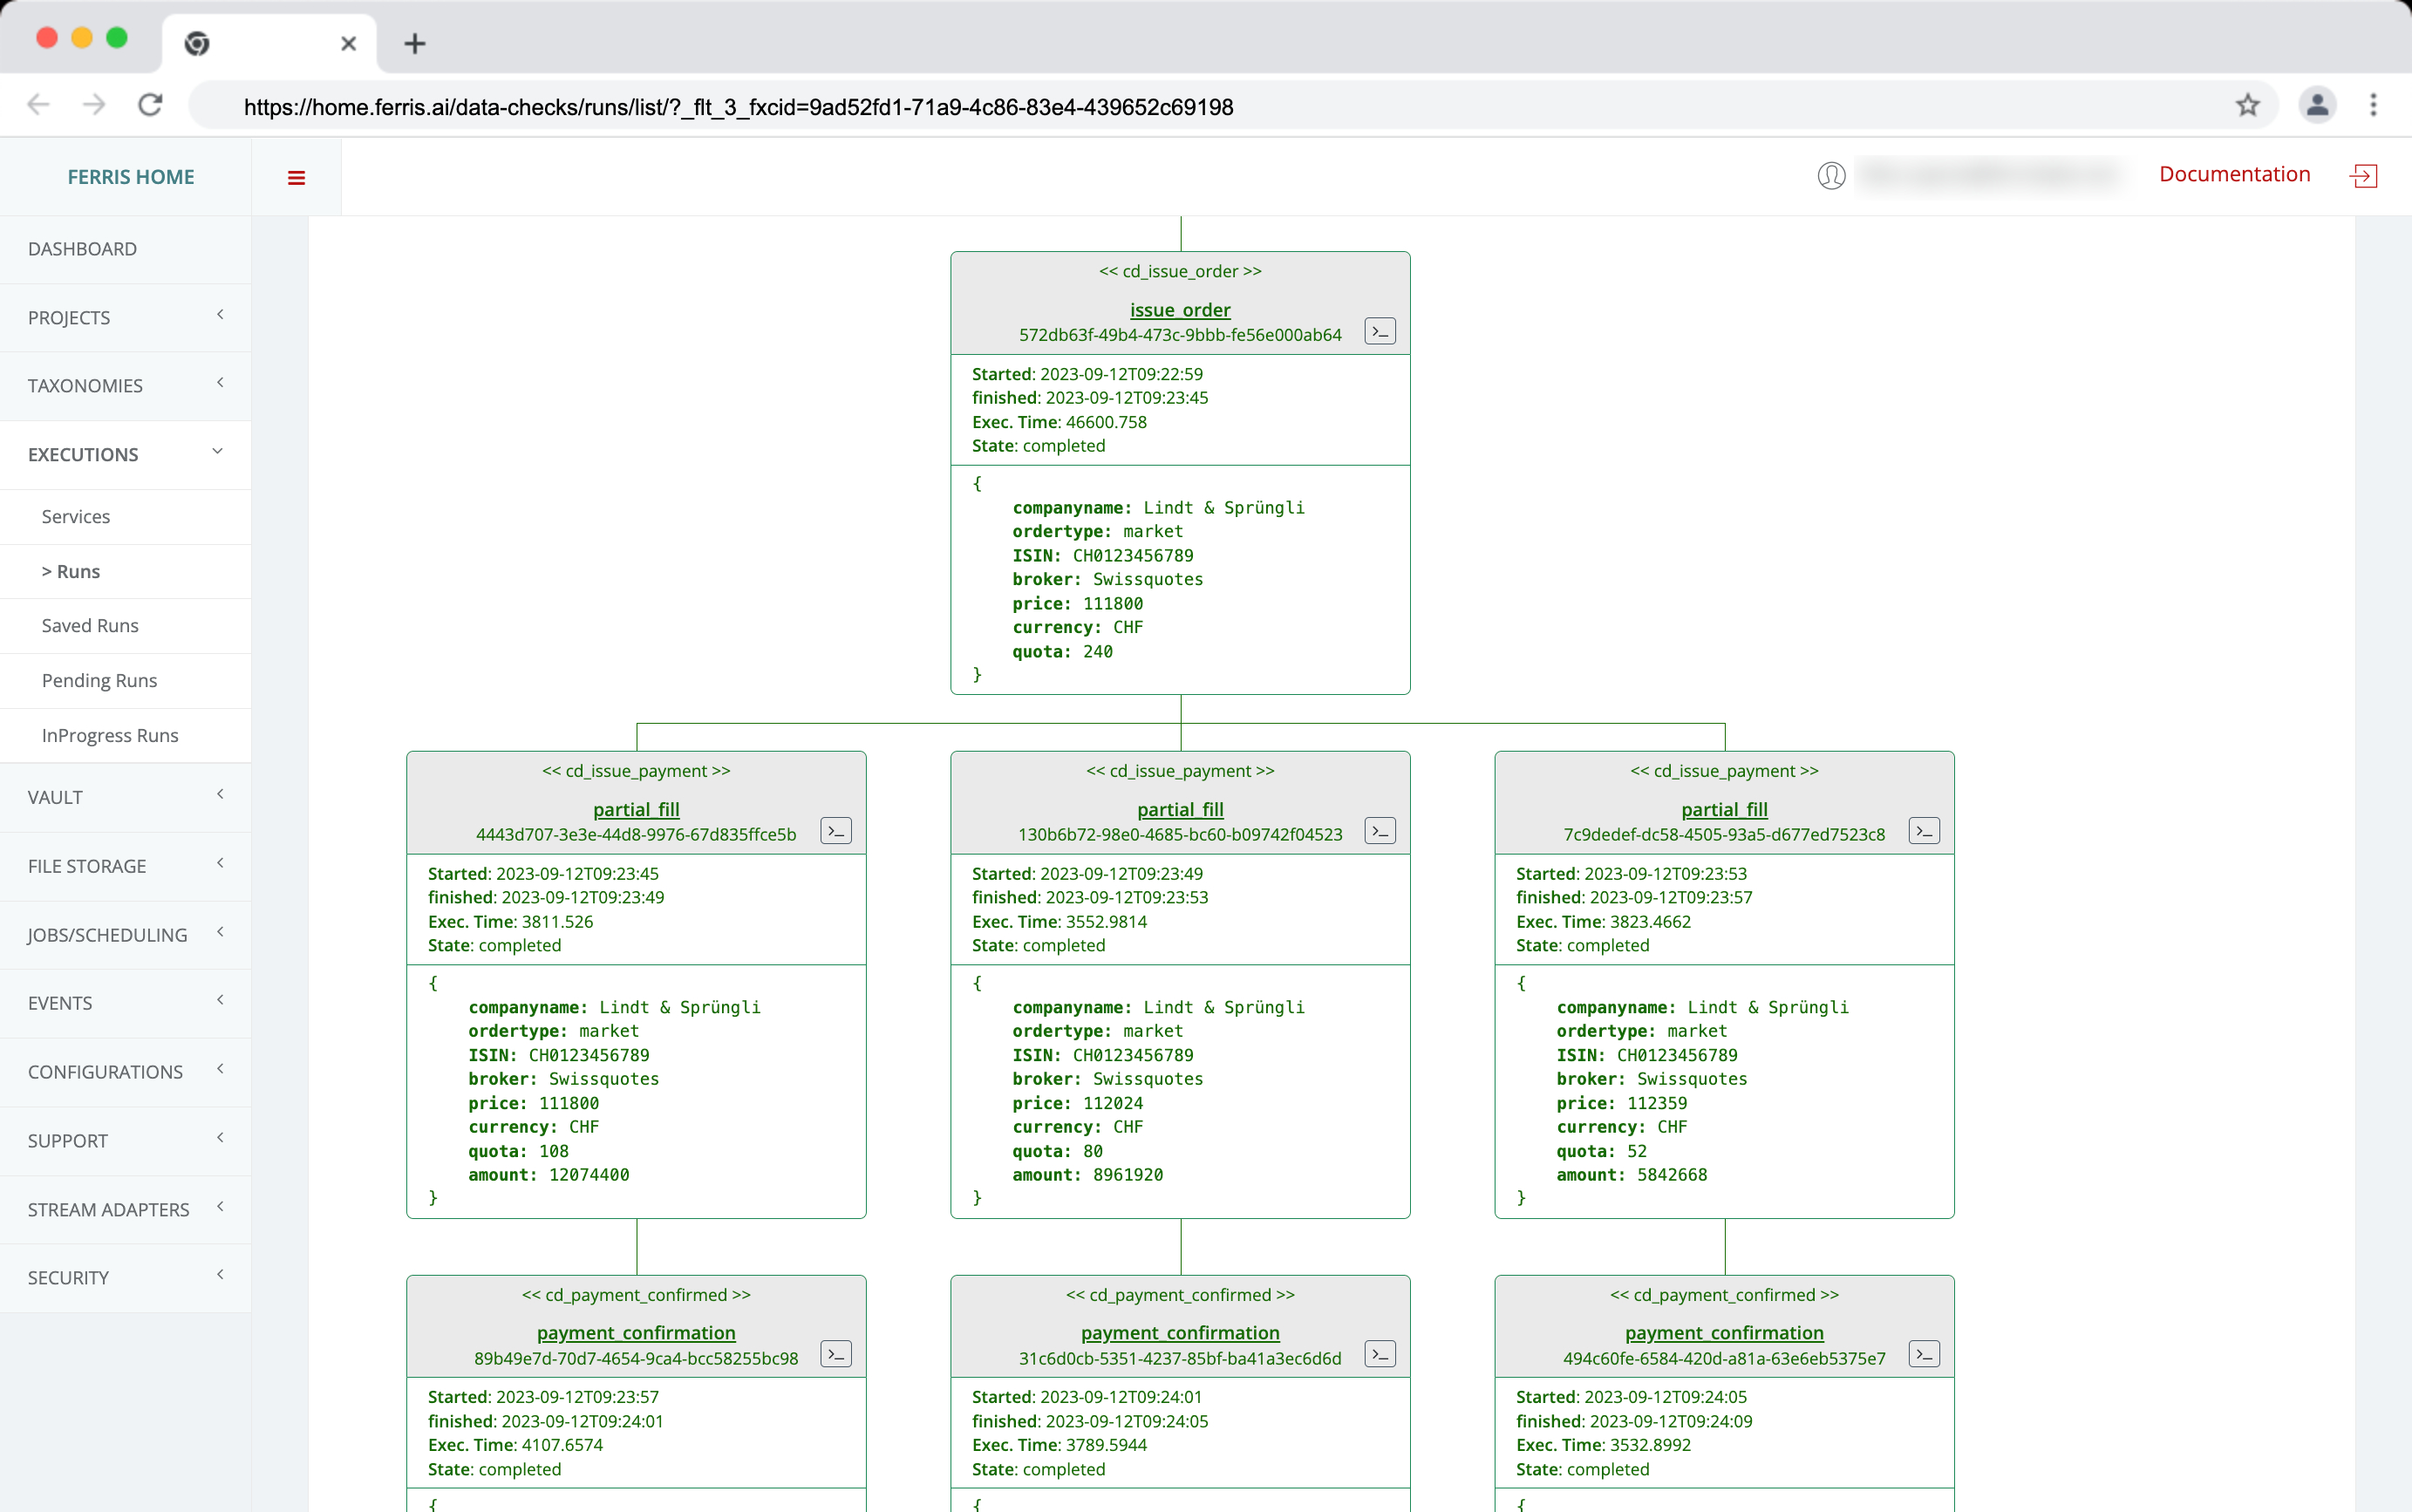 https://home.ferris.ai/data-checks/runs/list/?_flt_3_fxcid=9ad52fd1-71a9-4c86-83e4-439652c69198
FERRIS HOME
Documentation
DASHBOARD
PROJECTS
TAXONOMIES
EXECUTIONS
Services
> Runs
Saved Runs
Pending Runs
InProgress Runs
VAULT
FILE STORAGE
JOBS/SCHEDULING
EVENTS
CONFIGURATIONS
SUPPORT
STREAM ADAPTERS
SECURITY
<< cd_issue_order >>
issue_order
572db63f-49b4-473c-9bbb-fe56e000ab64
>_
Started: 2023-09-12T09:22:59
finished: 2023-09-12T09:23:45
Exec. Time: 46600.758
State: completed
{
companyname: Lindt & Sprüngli
ordertype: market
ISIN: CH0123456789
broker: Swissquotes
price: 111800
currency: CHF
quota: 240
}
<< cd_issue_payment >>
partial_fill
4443d707-3e3e-44d8-9976-67d835ffce5b
>_
Started: 2023-09-12T09:23:45
finished: 2023-09-12T09:23:49
Exec. Time: 3811.526
State: completed
{
companyname: Lindt & Sprüngli
ordertype: market
ISIN: CH0123456789
broker: Swissquotes
price: 111800
currency: CHF
quota: 108
amount: 12074400
}
<< cd_issue_payment >>
partial_fill
130b6b72-98e0-4685-bc60-b09742f04523
>_
Started: 2023-09-12T09:23:49
finished: 2023-09-12T09:23:53
Exec. Time: 3552.9814
State: completed
{
companyname: Lindt & Sprüngli
ordertype: market
ISIN: CH0123456789
broker: Swissquotes
price: 112024
currency: CHF
quota: 80
amount: 8961920
}
<< cd_issue_payment >>
partial_fill
7c9dedef-dc58-4505-93a5-d677ed7523c8
>_
Started: 2023-09-12T09:23:53
finished: 2023-09-12T09:23:57
Exec. Time: 3823.4662
State: completed
{
companyname: Lindt & Sprüngli
ordertype: market
ISIN: CH0123456789
broker: Swissquotes
price: 112359
currency: CHF
quota: 52
amount: 5842668
}
<< cd_payment_confirmed >>
payment_confirmation
89b49e7d-70d7-4654-9ca4-bcc58255bc98
>_
Started: 2023-09-12T09:23:57
finished: 2023-09-12T09:24:01
Exec. Time: 4107.6574
State: completed
{
<< cd_payment_confirmed >>
payment_confirmation
31c6d0cb-5351-4237-85bf-ba41a3ec6d6d
>_
Started: 2023-09-12T09:24:01
finished: 2023-09-12T09:24:05
Exec. Time: 3789.5944
State: completed
{
<< cd_payment_confirmed >>
payment_confirmation
494c60fe-6584-420d-a81a-63e6eb5375e7
>_
Started: 2023-09-12T09:24:05
finished: 2023-09-12T09:24:09
Exec. Time: 3532.8992
State: completed
{